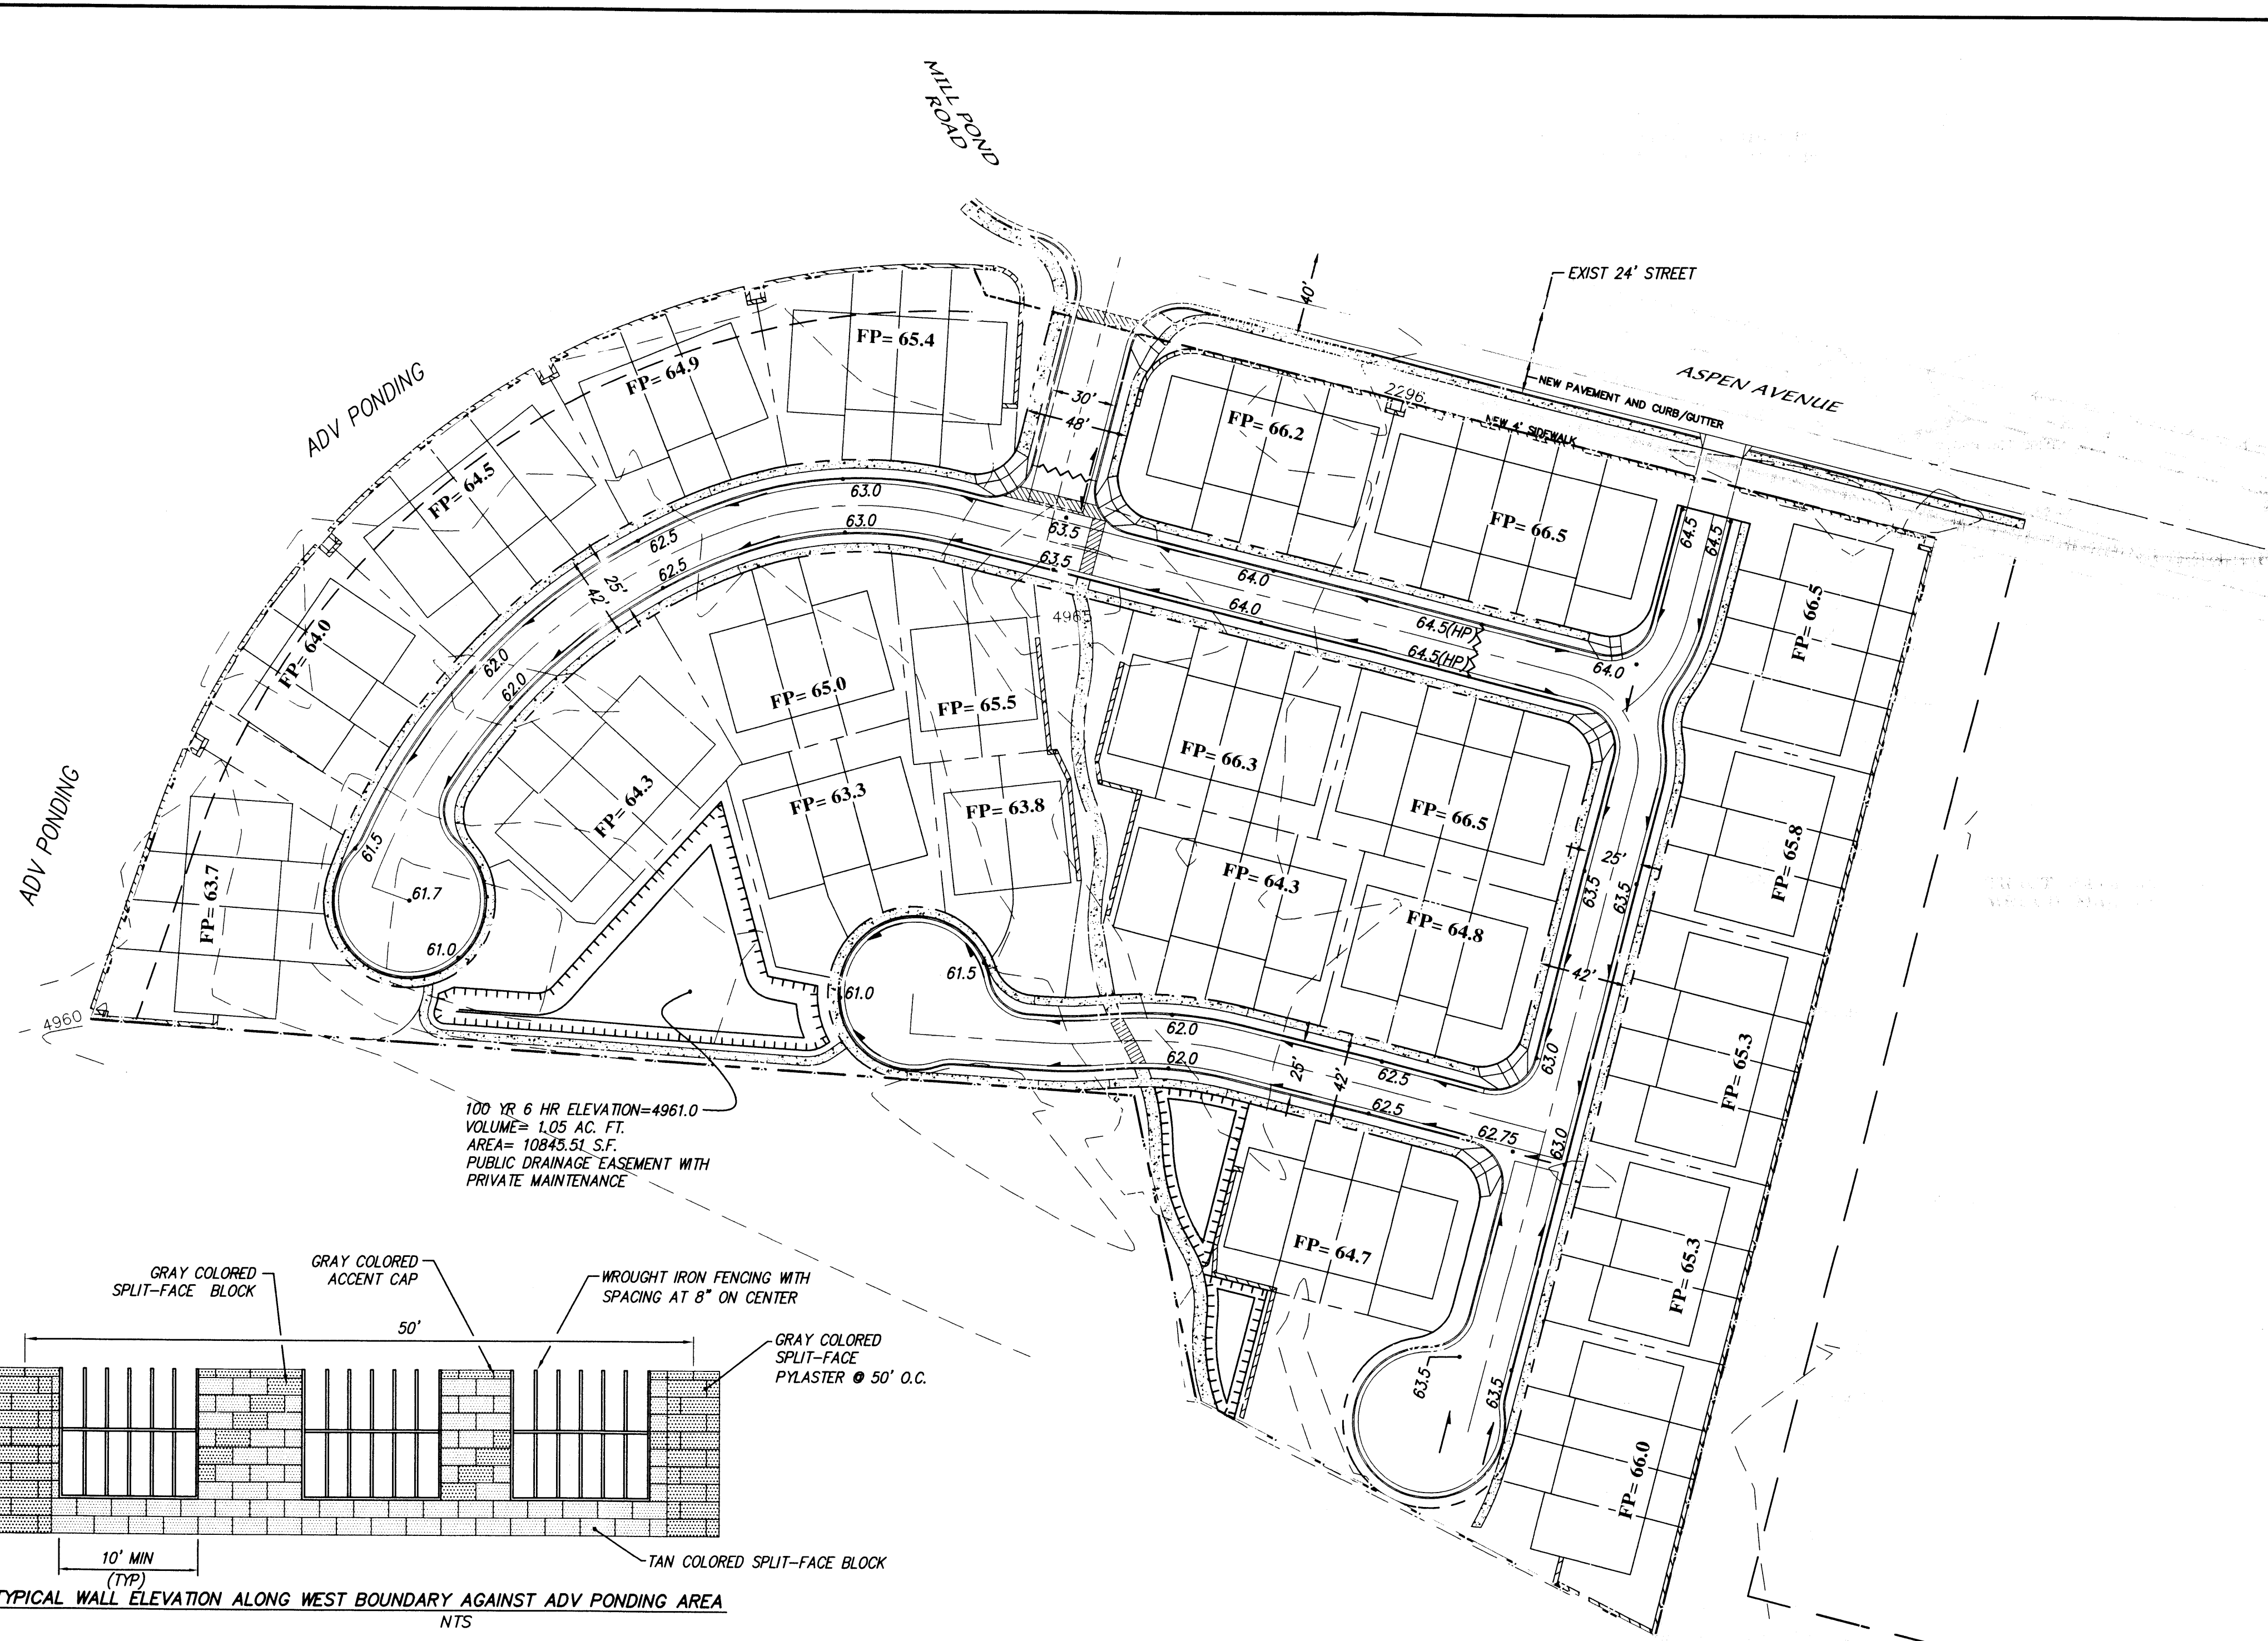 MILL POND
ROAD
EXIST 24' STREET
40'
ASPEN AVENUE
NEW PAVEMENT AND CURB/GUTTER
2296
NEW 4' SIDEWALK
ADV PONDING
ADV PONDING
FP= 65.4
FP= 64.9
FP= 64.5
FP= 64.0
FP= 63.7
30'
48'
FP= 66.2
FP= 66.5
64.5
64.5
FP= 66.5
63.0
63.0
62.5
62.5
63.5
63.5
25'
42'
64.0
64.0
64.5(HP)
64.5(HP)
64.0
62.0
62.0
4965
FP= 65.0
FP= 65.5
FP= 64.3
FP= 63.3
FP= 63.8
FP= 66.3
FP= 66.5
FP= 64.3
FP= 64.8
25'
63.5
63.5
42'
FP= 65.8
FP= 65.3
FP= 65.3
FP= 66.0
61.5
61.7
61.0
61.5
61.0
4960
62.0
62.0
25'
42'
62.5
62.5
63.0
62.75
63.0
FP= 64.7
63.5
63.5
100 YR 6 HR ELEVATION=4961.0
VOLUME= 1.05 AC. FT.
AREA= 10845.51 S.F.
PUBLIC DRAINAGE EASEMENT WITH
PRIVATE MAINTENANCE
GRAY COLORED
SPLIT-FACE BLOCK
GRAY COLORED
ACCENT CAP
WROUGHT IRON FENCING WITH
SPACING AT 8" ON CENTER
50'
GRAY COLORED
SPLIT-FACE
PYLASTER @ 50' O.C.
10' MIN
(TYP)
TAN COLORED SPLIT-FACE BLOCK
TYPICAL WALL ELEVATION ALONG WEST BOUNDARY AGAINST ADV PONDING AREA
NTS